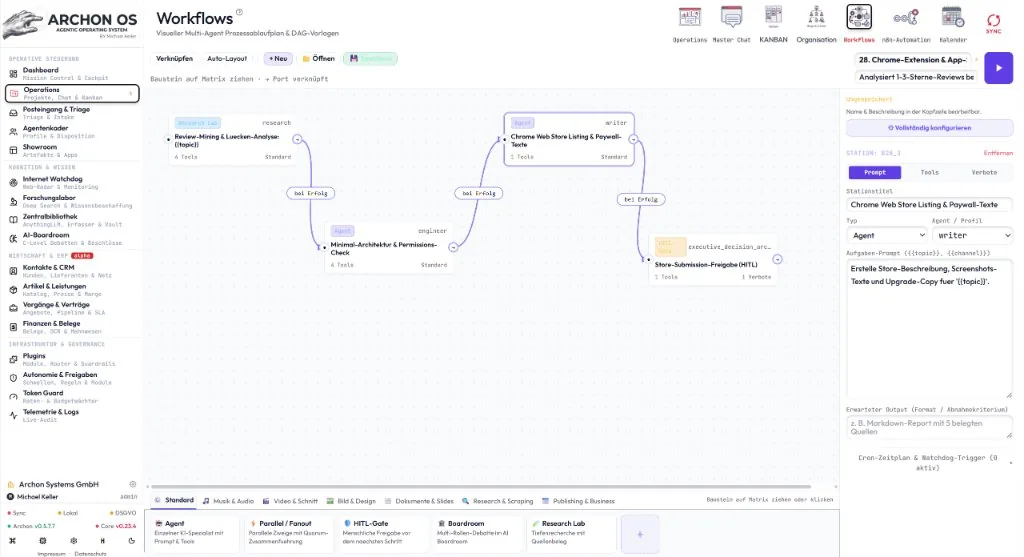 ARCHON OS
AGENTIC OPERATING SYSTEM
BY Michael Keller
Workflows
Visueller Multi-Agent Prozessablaufplan & DAG-Vorlagen
Operations
Master Chat
KANBAN
Organisation
Workflows
n8n-Automation
Kalender
SYNC
OPERATIVE STEUERUNG
Dashboard
Mission Control & Cockpit
Operations
Projekte, Chat & Kanban
Posteingang & Triage
Triage & Intake
Agentenkader
Profile & Disposition
Showroom
Artefakte & Apps
KOGNITION & WISSEN
Internet Watchdog
Web-Radar & Monitoring
Forschungslabor
Deep Search & Wissensbeschaffung
Zentralbibliothek
AnythingLLM, Erfasser & Vault
AI-Boardroom
C-Level Debatten & Beschlüsse
WIRTSCHAFT & ERP alpha
Kontakte & CRM
Kunden, Lieferanten & Netz
Artikel & Leistungen
Katalog, Preise & Marge
Vorgänge & Verträge
Angebote, Pipeline & SLA
Finanzen & Belege
Belege, OCR & Mahnwesen
INFRASTRUKTUR & GOVERNANCE
Plugins
Module, Router & Guardrails
Autonomie & Freigaben
Schwellen, Regeln & Module
Token Guard
Raten- & Budgetwächter
Telemetrie & Logs
Live-Audit
Archon Systems GmbH
Michael Keller
ADMIN
Sync
Lokal
DSGVO
Archon v0.5.7.7
Core v0.23.4
Impressum · Datenschutz
Verknüpfen
Auto-Layout
+ Neu
Öffnen
Baustein auf Matrix ziehen · → Port verknüpft
Research Lab
research
Review-Mining & Luecken-Analyse: {{topic}}
4 Tools
Standard
bei Erfolg
Agent
engineer
Minimal-Architektur & Permissions-Check
4 Tools
Standard
bei Erfolg
Agent
writer
Chrome Web Store Listing & Paywall-Texte
1 Tools
Standard
bei Erfolg
executive_decision_arc…
Store-Submission-Freigabe (HITL)
1 Tools
1 Verbote
28. Chrome-Extension & App-
Analysiert 1-3-Sterne-Reviews be
Ungespeichert
Name & Beschreibung in der Kopfzeile bearbeitbar.
Vollständig konfigurieren
STATION: B28_3
Entfernen
Prompt
Tools
Verbote
Stationstitel
Chrome Web Store Listing & Paywall-Texte
Typ
Agent / Profil
Agent
writer
Aufgaben-Prompt ({{topic}}, {{channel}})
Erstelle Store-Beschreibung, Screenshots-
Texte und Upgrade-Copy fuer '{{topic}}'.
Erwarteter Output (Format / Abnahmekriterium)
z. B. Markdown-Report mit 5 belegten
Quellen
Cron-Zeitplan & Watchdog-Trigger (0
aktiv)
Standard
Musik & Audio
Video & Schnitt
Bild & Design
Dokumente & Slides
Research & Scraping
Publishing & Business
Baustein auf Matrix ziehen oder klicken
Agent
Einzelner KI-Spezialist mit
Prompt & Tools
Parallel / Fanout
Parallele Zweige mit Quorum-
Zusammenfuehrung.
HITL-Gate
Menschliche Freigabe vor
dem naechsten Schritt
Boardroom
Multi-Rollen-Debatte im AI
Boardroom
Research Lab
Tiefenrecherche mit
Quellenbeleg
+